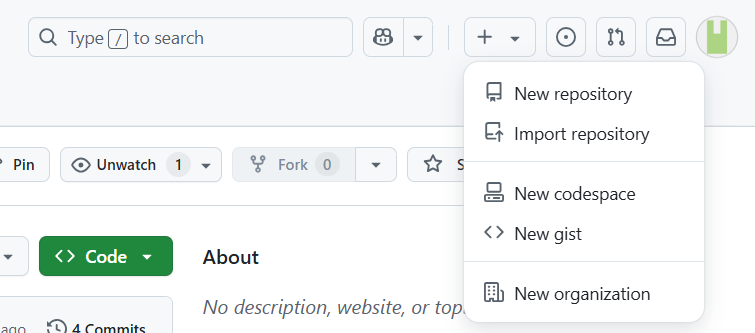 Type / to search
New repository
Import repository
New codespace
New gist
New organization
Pin
Unwatch 1
Fork 0
Code
About
No description, website, or
ago
4 Commits